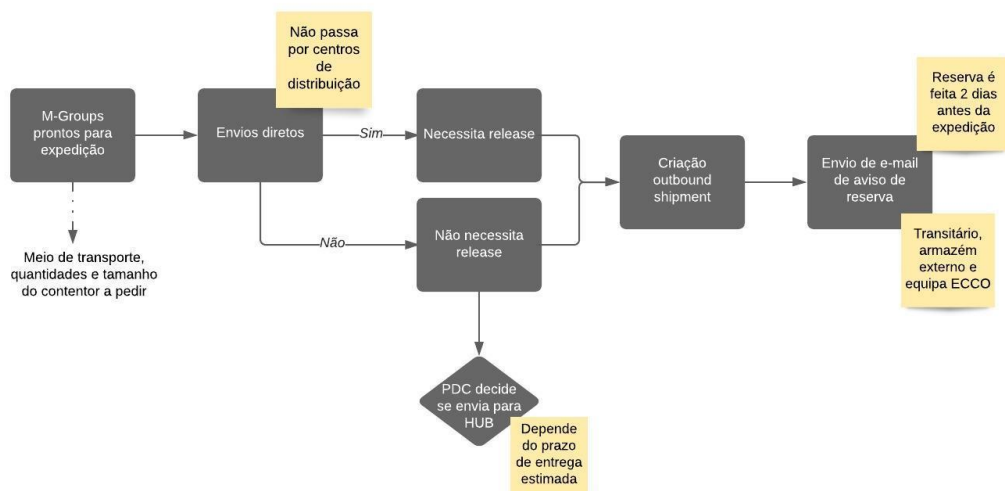 Não passa
por centros
de
distribuição
Reserva é
feita 2 dias
antes da
expedição
M-Groups
prontos para
expedição
Envios diretos
Sim
Necessita release
Criação
outbound
shipment
Envio de e-mail
de aviso de
reserva
Não
Não necessita
release
Transitário,
armazém
externo e
equipa ECCO
Meio de transporte,
quantidades e tamanho
do contentor a pedir
PDC decide
se envia para
HUB
Depende
do prazo
de entrega
estimada